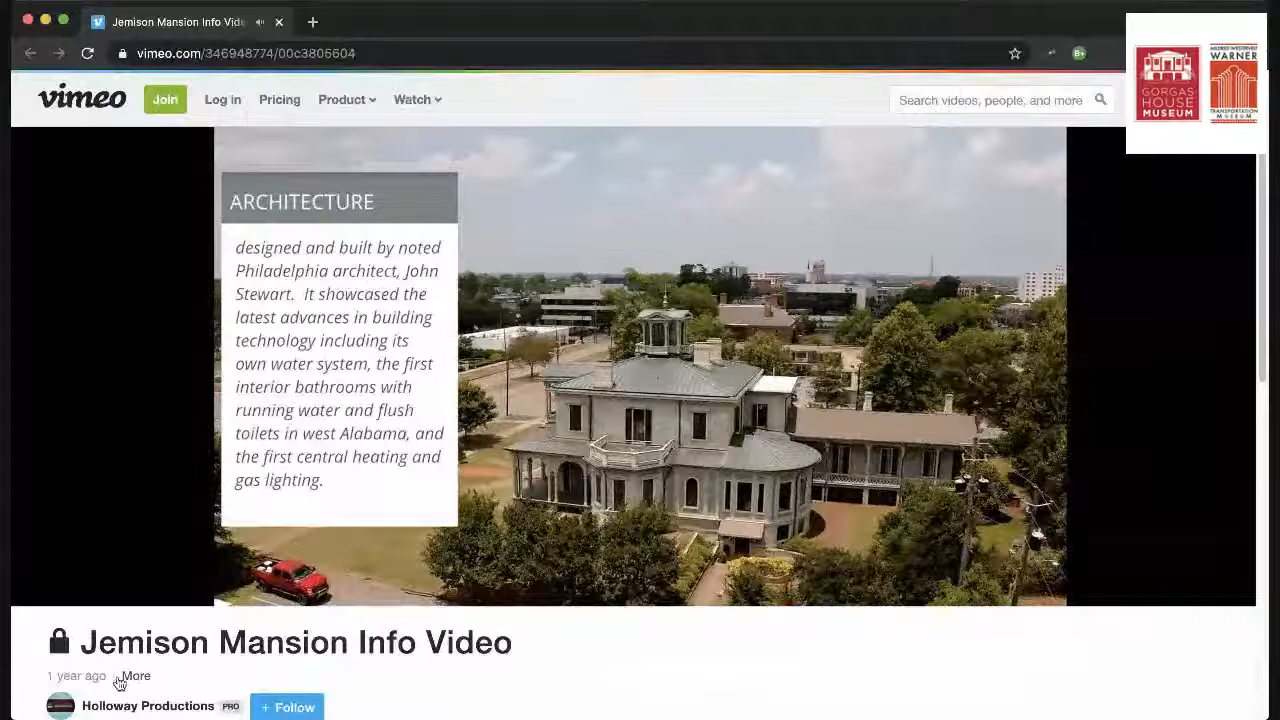 Jemison Mansion Info Vide
vimeo.com/346948774/00c3805604
B+
vimeo
Join
Log in
Pricing
Product
Watch
Search videos, people, and more
GORGAS
HOUSE
MUSEUM
MILDRED WESTERVELT
WARNER
TRANSPORTATION
MUSEUM
ARCHITECTURE
designed and built by noted
Philadelphia architect, John
Stewart. It showcased the
latest advances in building
technology including its
own water system, the first
interior bathrooms with
running water and flush
toilets in west Alabama, and
the first central heating and
gas lighting.
Jemison Mansion Info Video
1 year ago More
Holloway Productions PRO + Follow